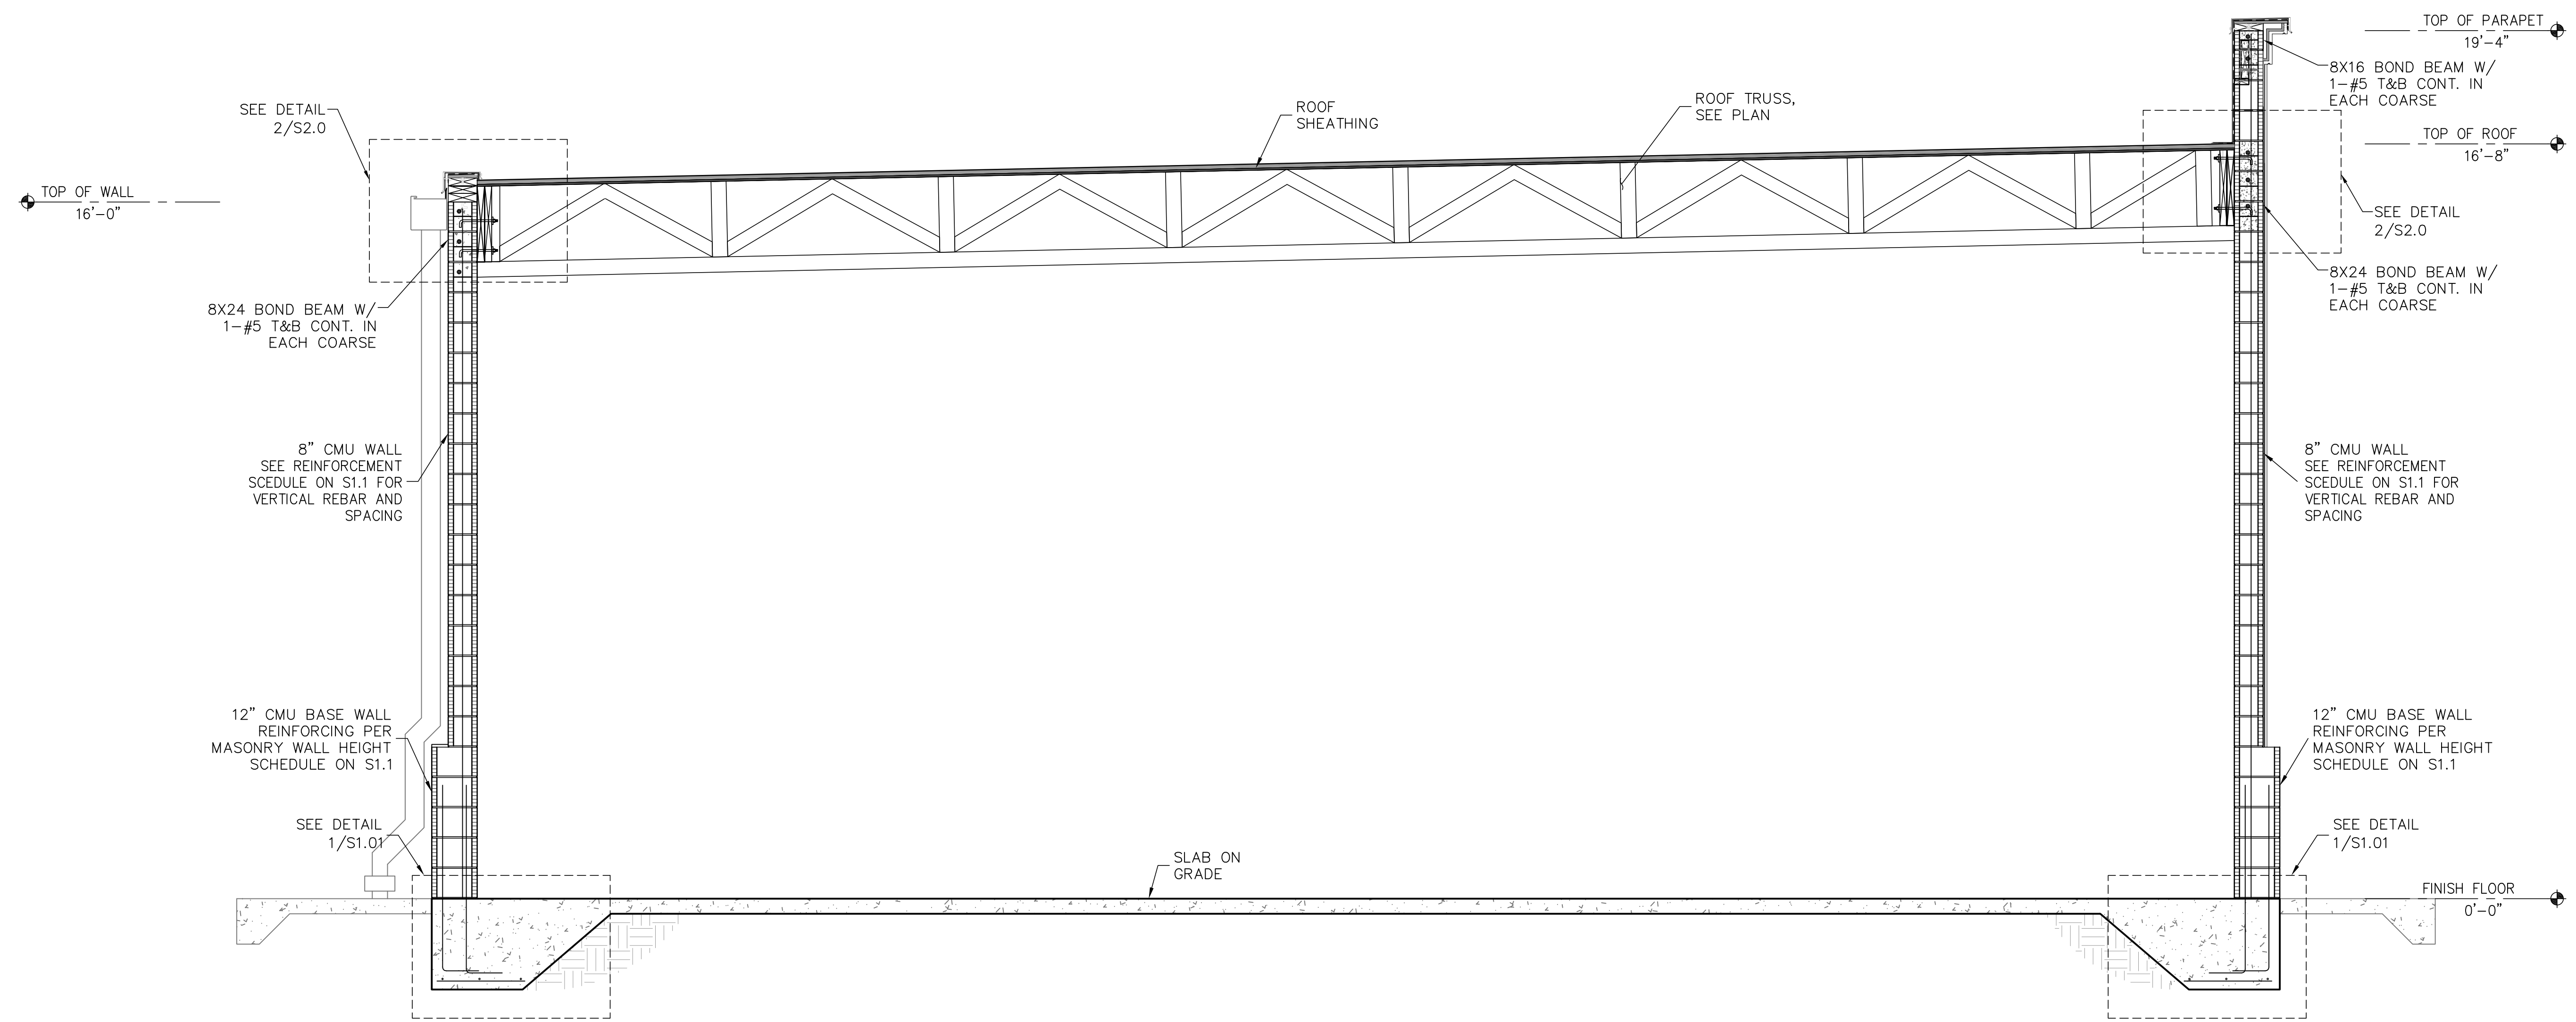 TOP OF PARAPET
19'-4"
8X16 BOND BEAM W/
1-#5 T&B CONT. IN
EACH COARSE
SEE DETAIL
2/S2.0
ROOF
SHEATHING
ROOF TRUSS,
SEE PLAN
TOP OF ROOF
16'-8"
TOP OF WALL
16'-0"
SEE DETAIL
2/S2.0
8X24 BOND BEAM W/
1-#5 T&B CONT. IN
EACH COARSE
8X24 BOND BEAM W/
1-#5 T&B CONT. IN
EACH COARSE
8" CMU WALL
SEE REINFORCEMENT
SCEDULE ON S1.1 FOR
VERTICAL REBAR AND
SPACING
8" CMU WALL
SEE REINFORCEMENT
SCEDULE ON S1.1 FOR
VERTICAL REBAR AND
SPACING
12" CMU BASE WALL
REINFORCING PER
MASONRY WALL HEIGHT
SCHEDULE ON S1.1
12" CMU BASE WALL
REINFORCING PER
MASONRY WALL HEIGHT
SCHEDULE ON S1.1
SEE DETAIL
1/S1.01
SEE DETAIL
1/S1.01
SLAB ON
GRADE
FINISH FLOOR
0'-0"